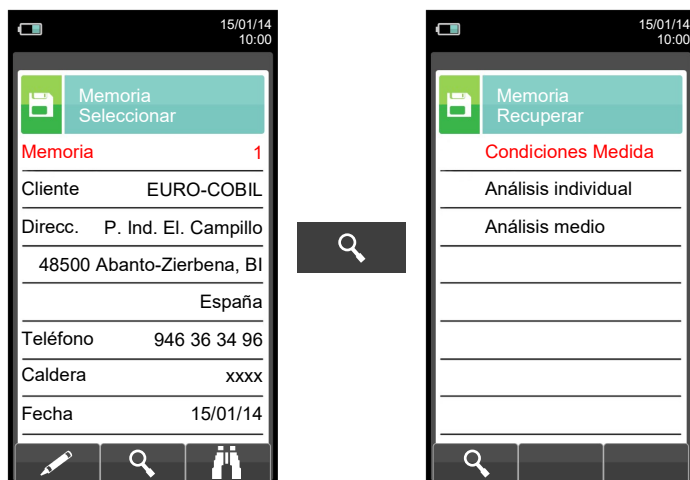 15/01/14
10:00
Memoria
Seleccionar
Memoria 1
Cliente EURO-COBIL
Direcc. P. Ind. El. Campillo
48500 Abanto-Zierbena, BI
España
Teléfono 946 36 34 96
Caldera xxxx
Fecha 15/01/14
15/01/14
10:00
Memoria
Recuperar
Condiciones Medida
Análisis individual
Análisis medio